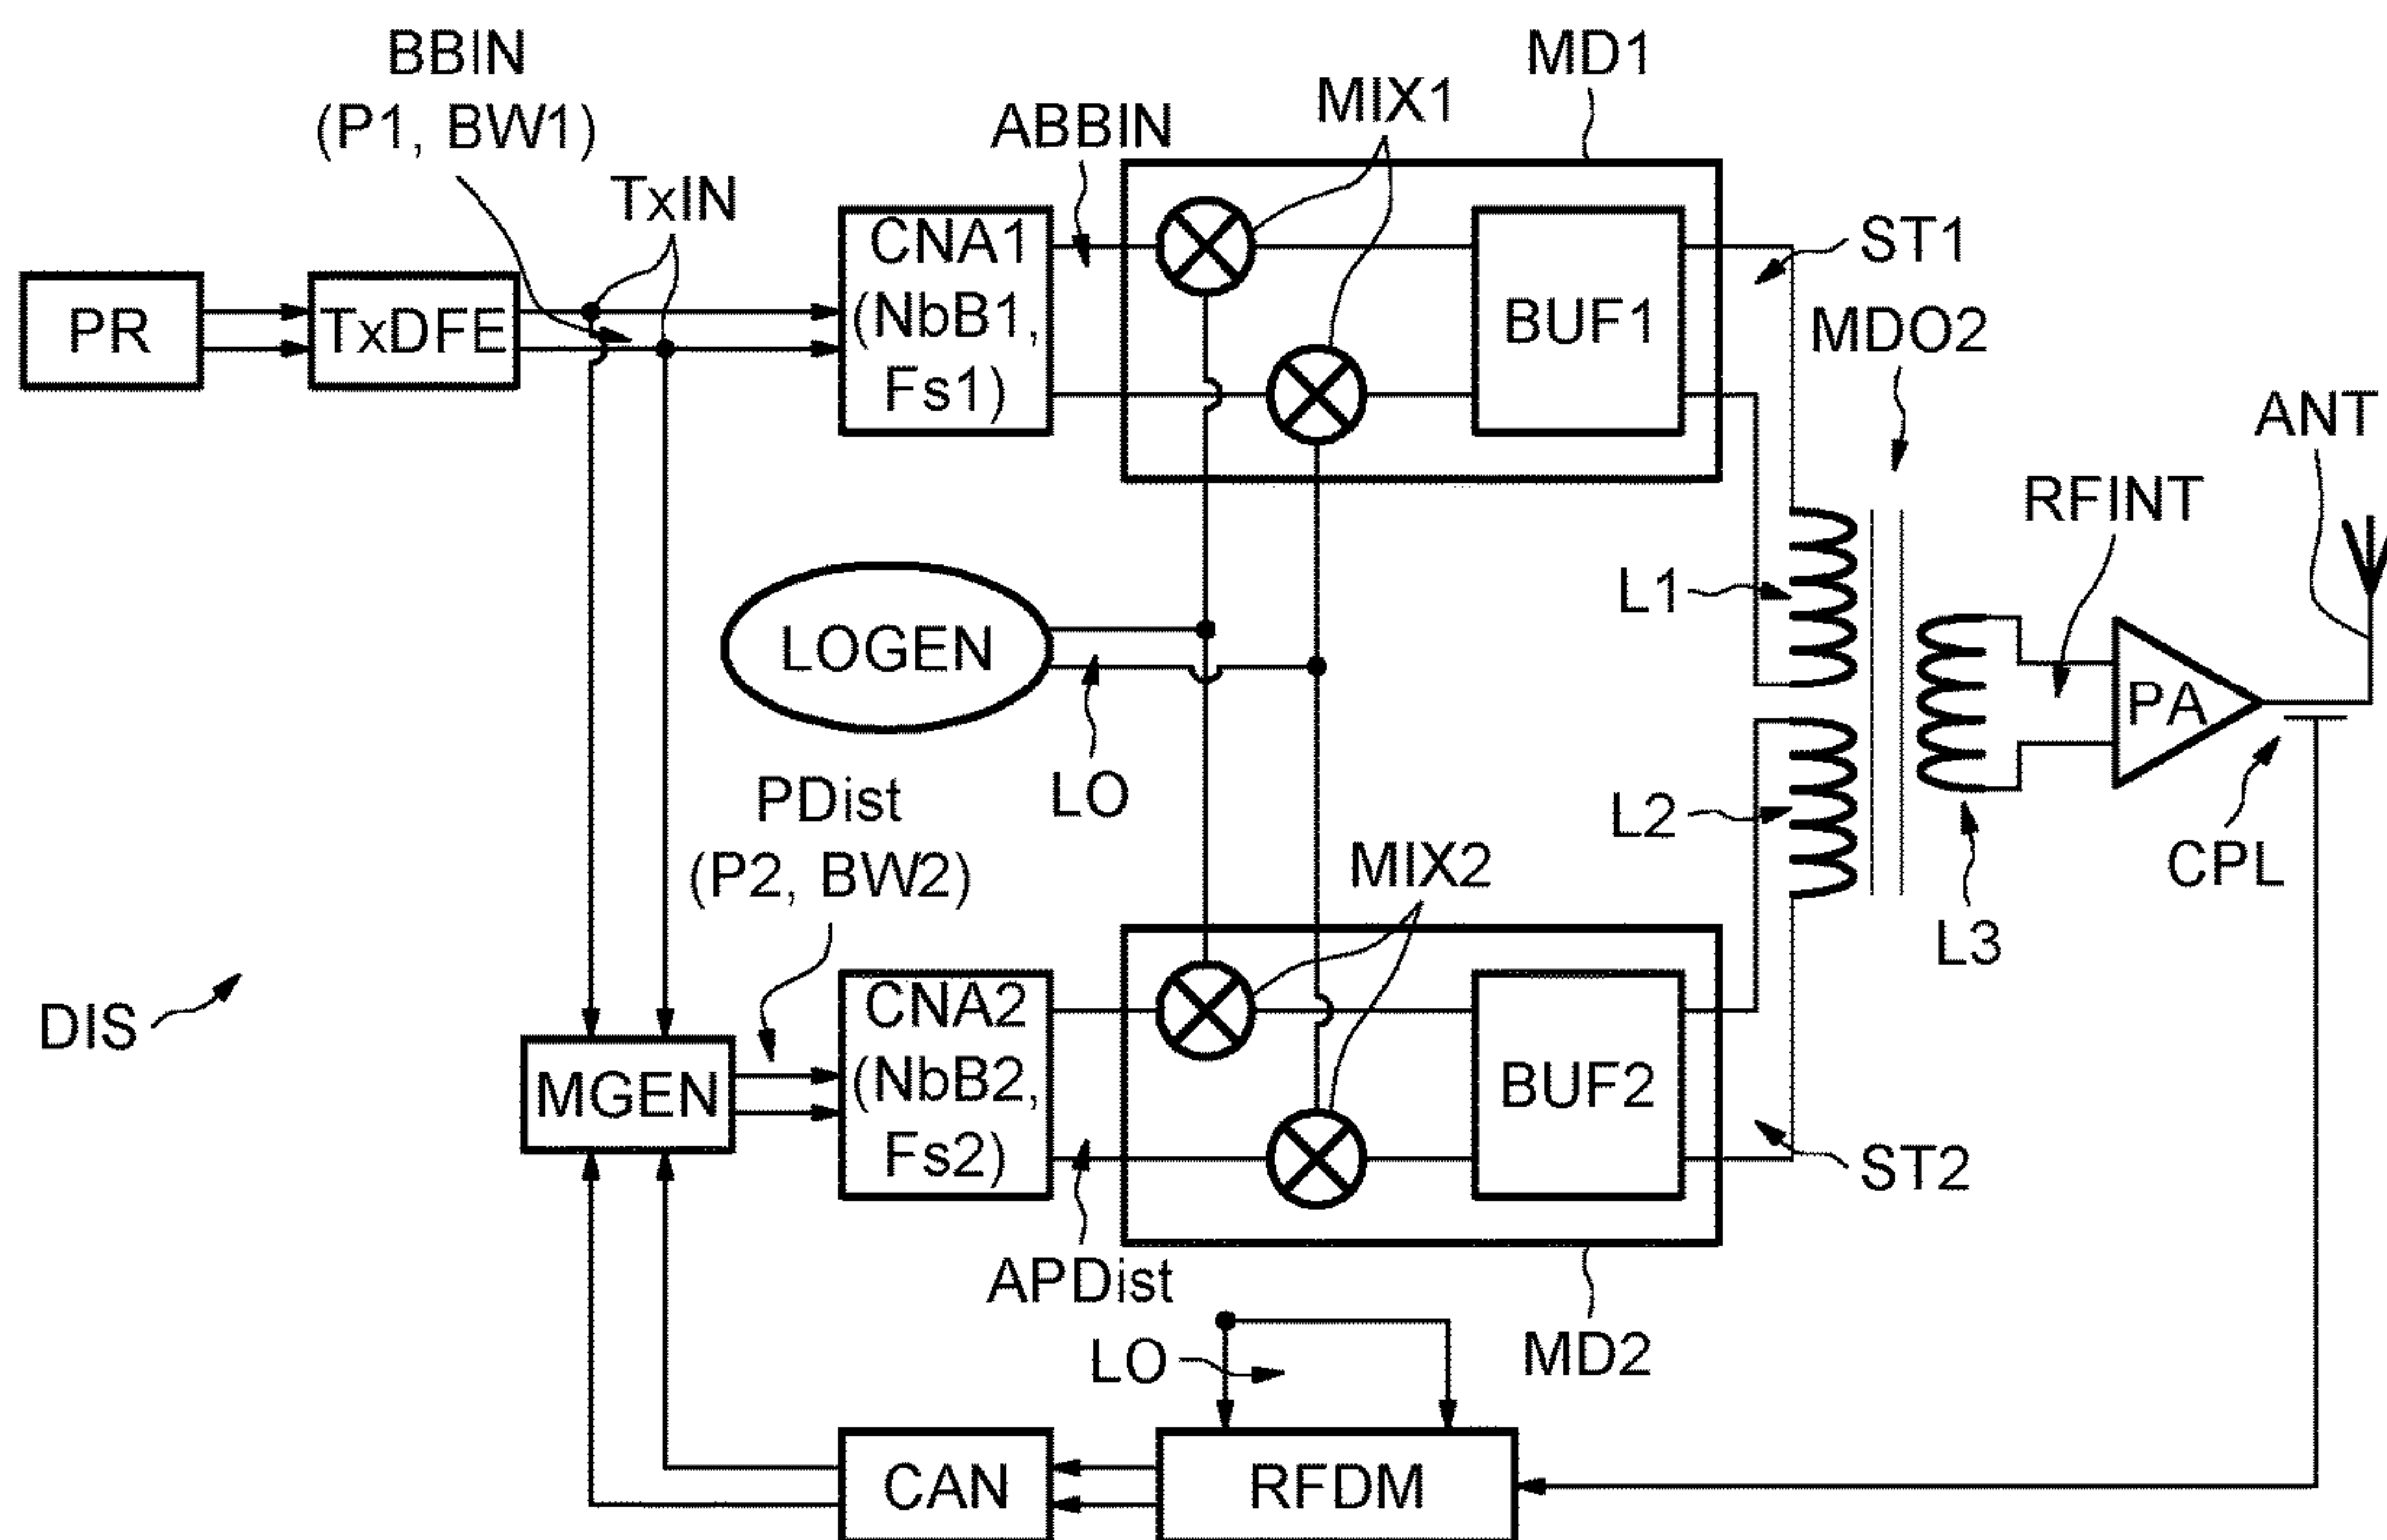 BBIN
(P1, BW1)
TxIN
ABBIN
MIX1
MD1
PR
TxDFE
CNA1
(NbB1,
Fs1)
BUF1
ST1
MDO2
ANT
RFINT
L1
LOGEN
LO
PA
PDist
(P2, BW2)
L2
CPL
MIX2
L3
DIS
MGEN
CNA2
(NbB2,
Fs2)
BUF2
ST2
APDist
MD2
LO
CAN
RFDM